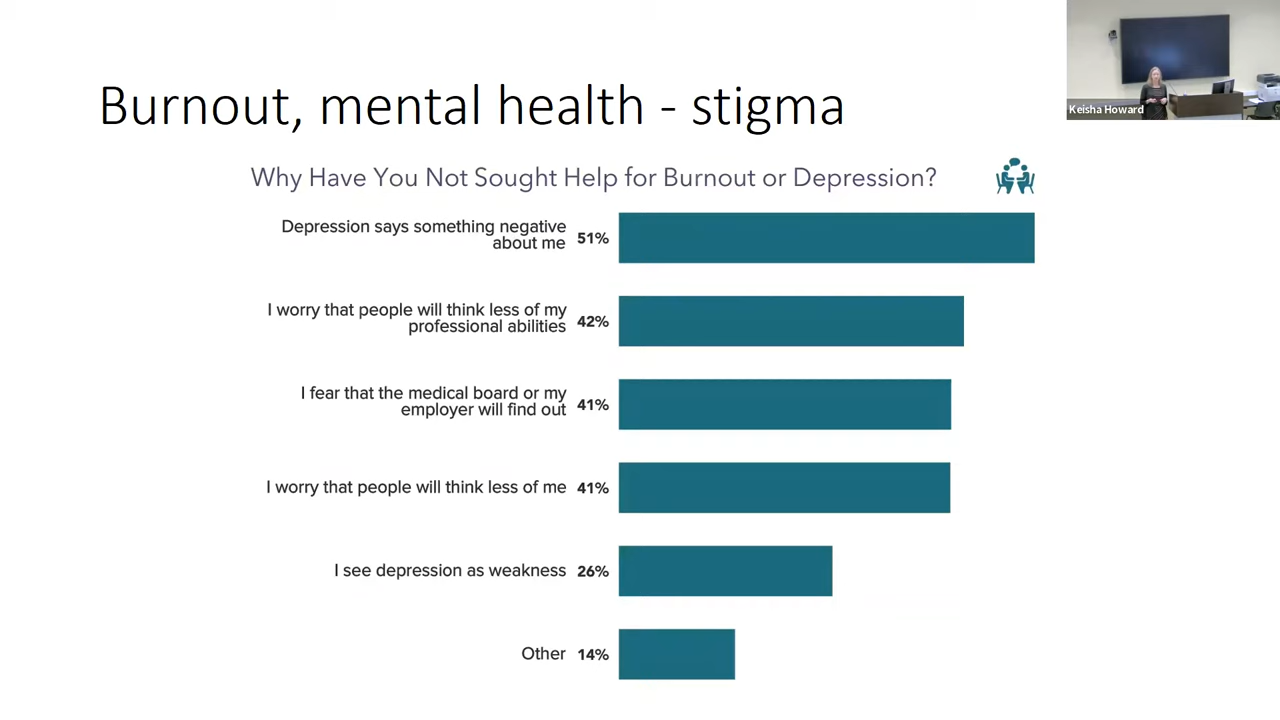 Burnout, mental health - stigma
Keisha Howard
Why Have You Not Sought Help for Burnout or Depression?
Depression says something negative
about me 51%
I worry that people will think less of my
professional abilities 42%
I fear that the medical board or my
employer will find out 41%
I worry that people will think less of me 41%
I see depression as weakness 26%
Other 14%